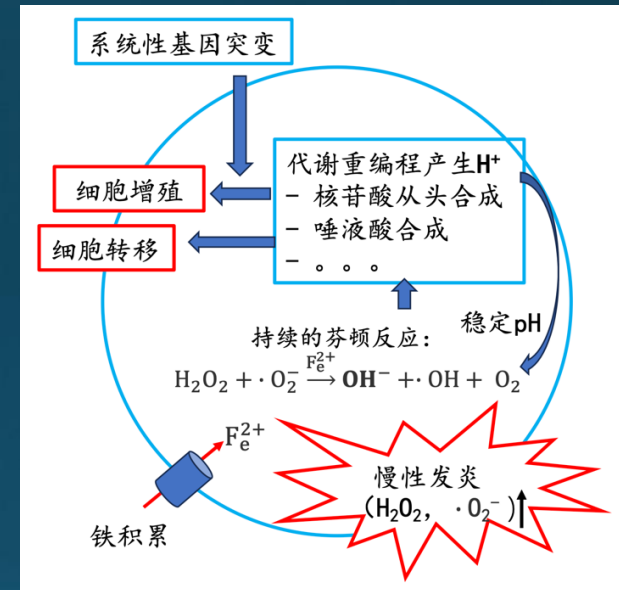 系统性基因突变
代谢重编程产生H⁺
- 核苷酸从头合成
- 唾液酸合成
- 。。。
细胞增殖
细胞转移
稳定pH
持续的芬顿反应：
H₂O₂ + ·O₂⁻ →(Fe²⁺) OH⁻ + ·OH + O₂
Fe²⁺
铁积累
慢性发炎
(H₂O₂, ·O₂⁻)